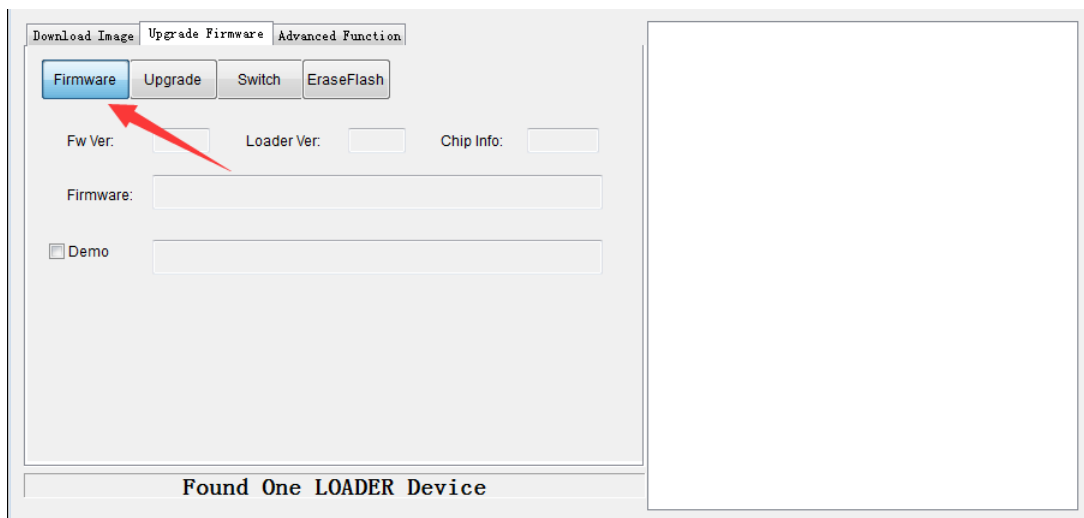 Download Image Upgrade Firmware Advanced Function
Firmware Upgrade Switch EraseFlash
Fw Ver: Loader Ver: Chip Info:
Firmware:
Demo
Found One LOADER Device